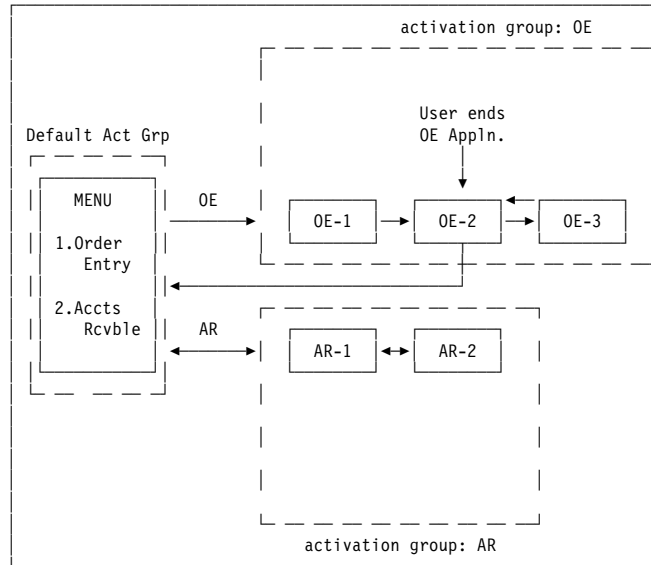 activation group: OE
User ends
OE Appln.
Default Act Grp
MENU
OE
OE-1
OE-2
OE-3
1.Order
Entry
2.Accts
Rcvble
AR
AR-1
AR-2
activation group: AR